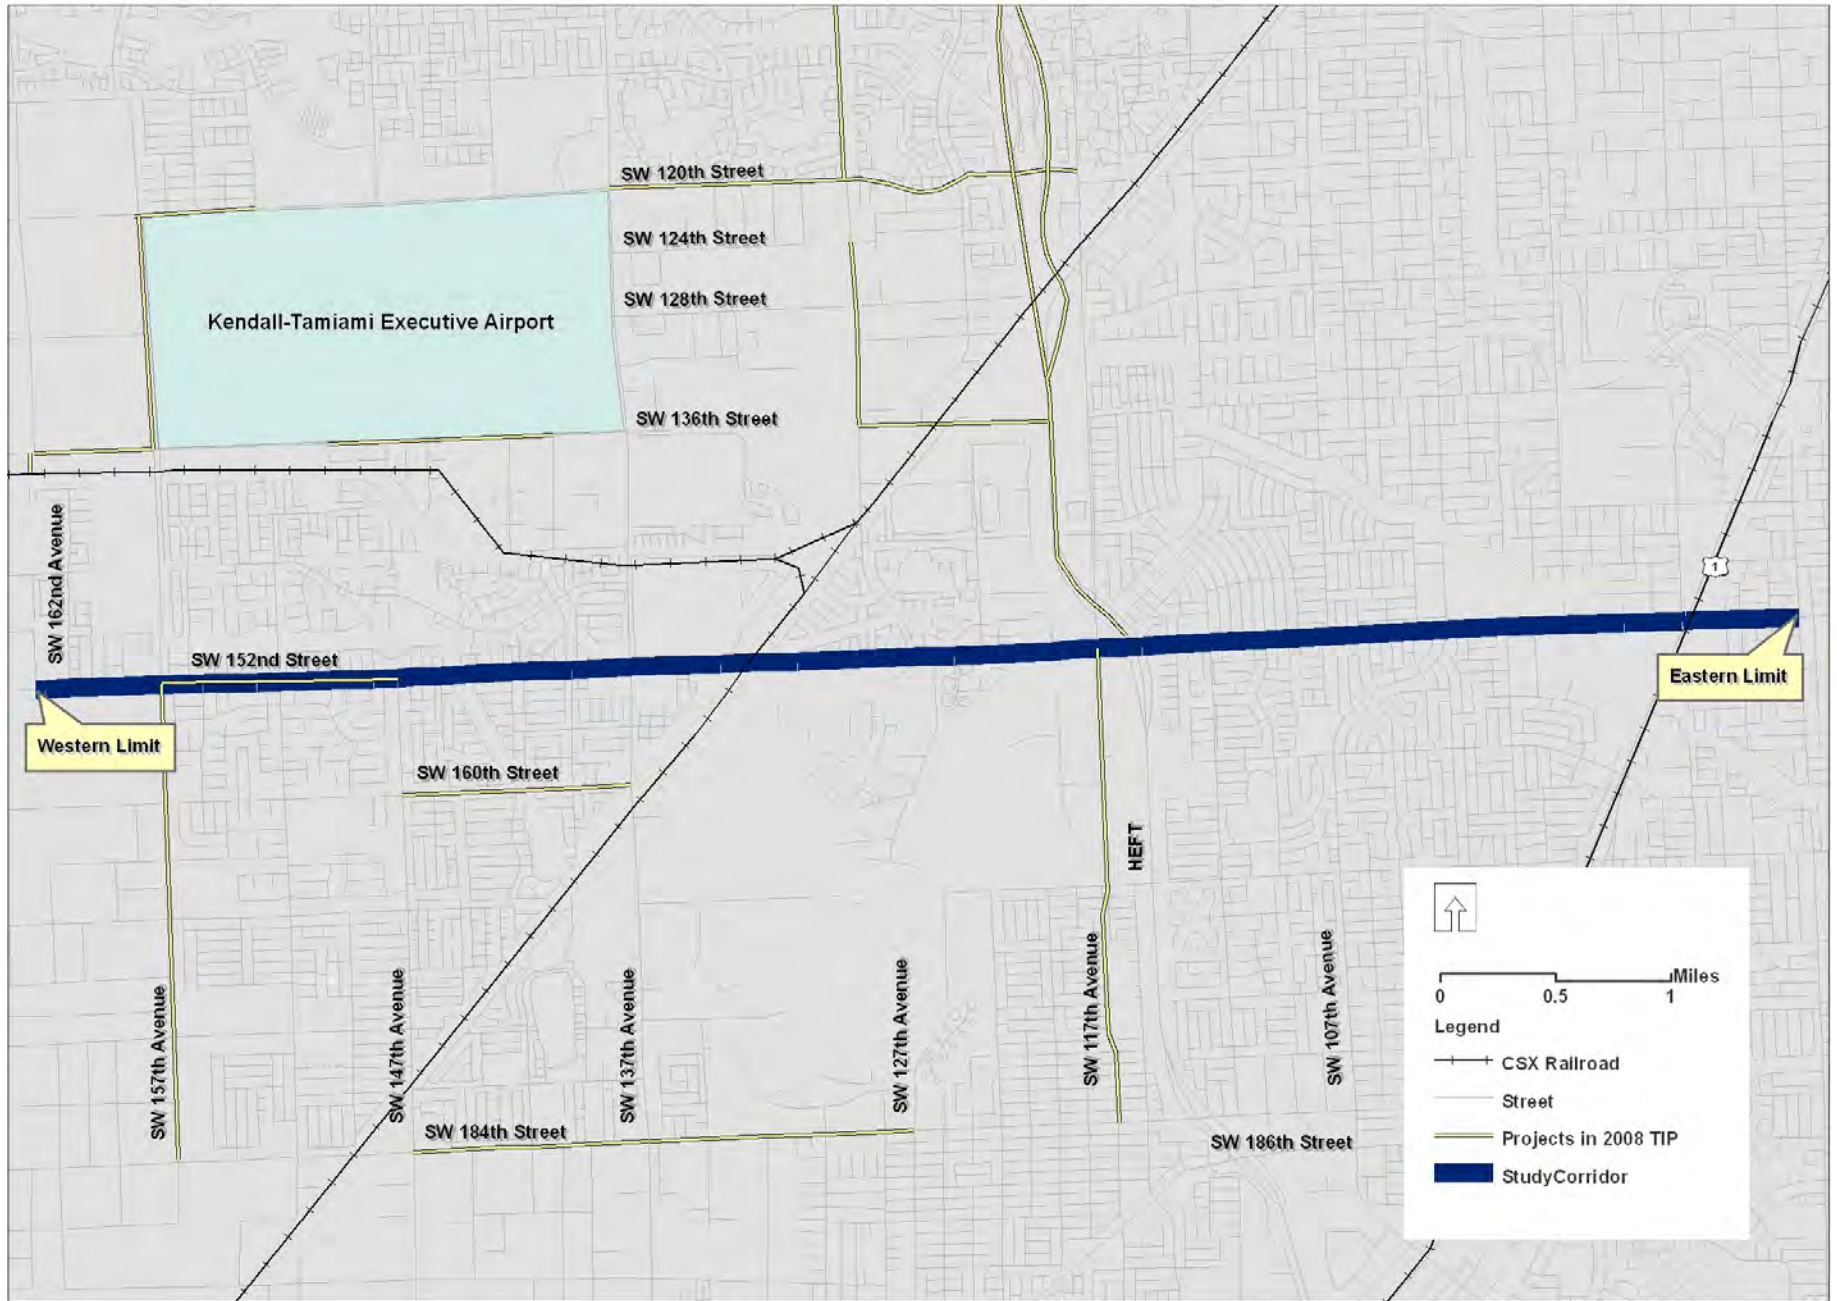 SW 120th Street
SW 124th Street
SW 128th Street
Kendall-Tamiami Executive Airport
SW 136th Street
SW 162nd Avenue
1
SW 152nd Street
Eastern Limit
Western Limit
SW 160th Street
HEFT
SW 157th Avenue
SW 147th Avenue
SW 137th Avenue
SW 127th Avenue
SW 117th Avenue
SW 107th Avenue
SW 184th Street
SW 186th Street
Miles
0 0.5 1
Legend
CSX Railroad
Street
Projects in 2008 TIP
StudyCorridor